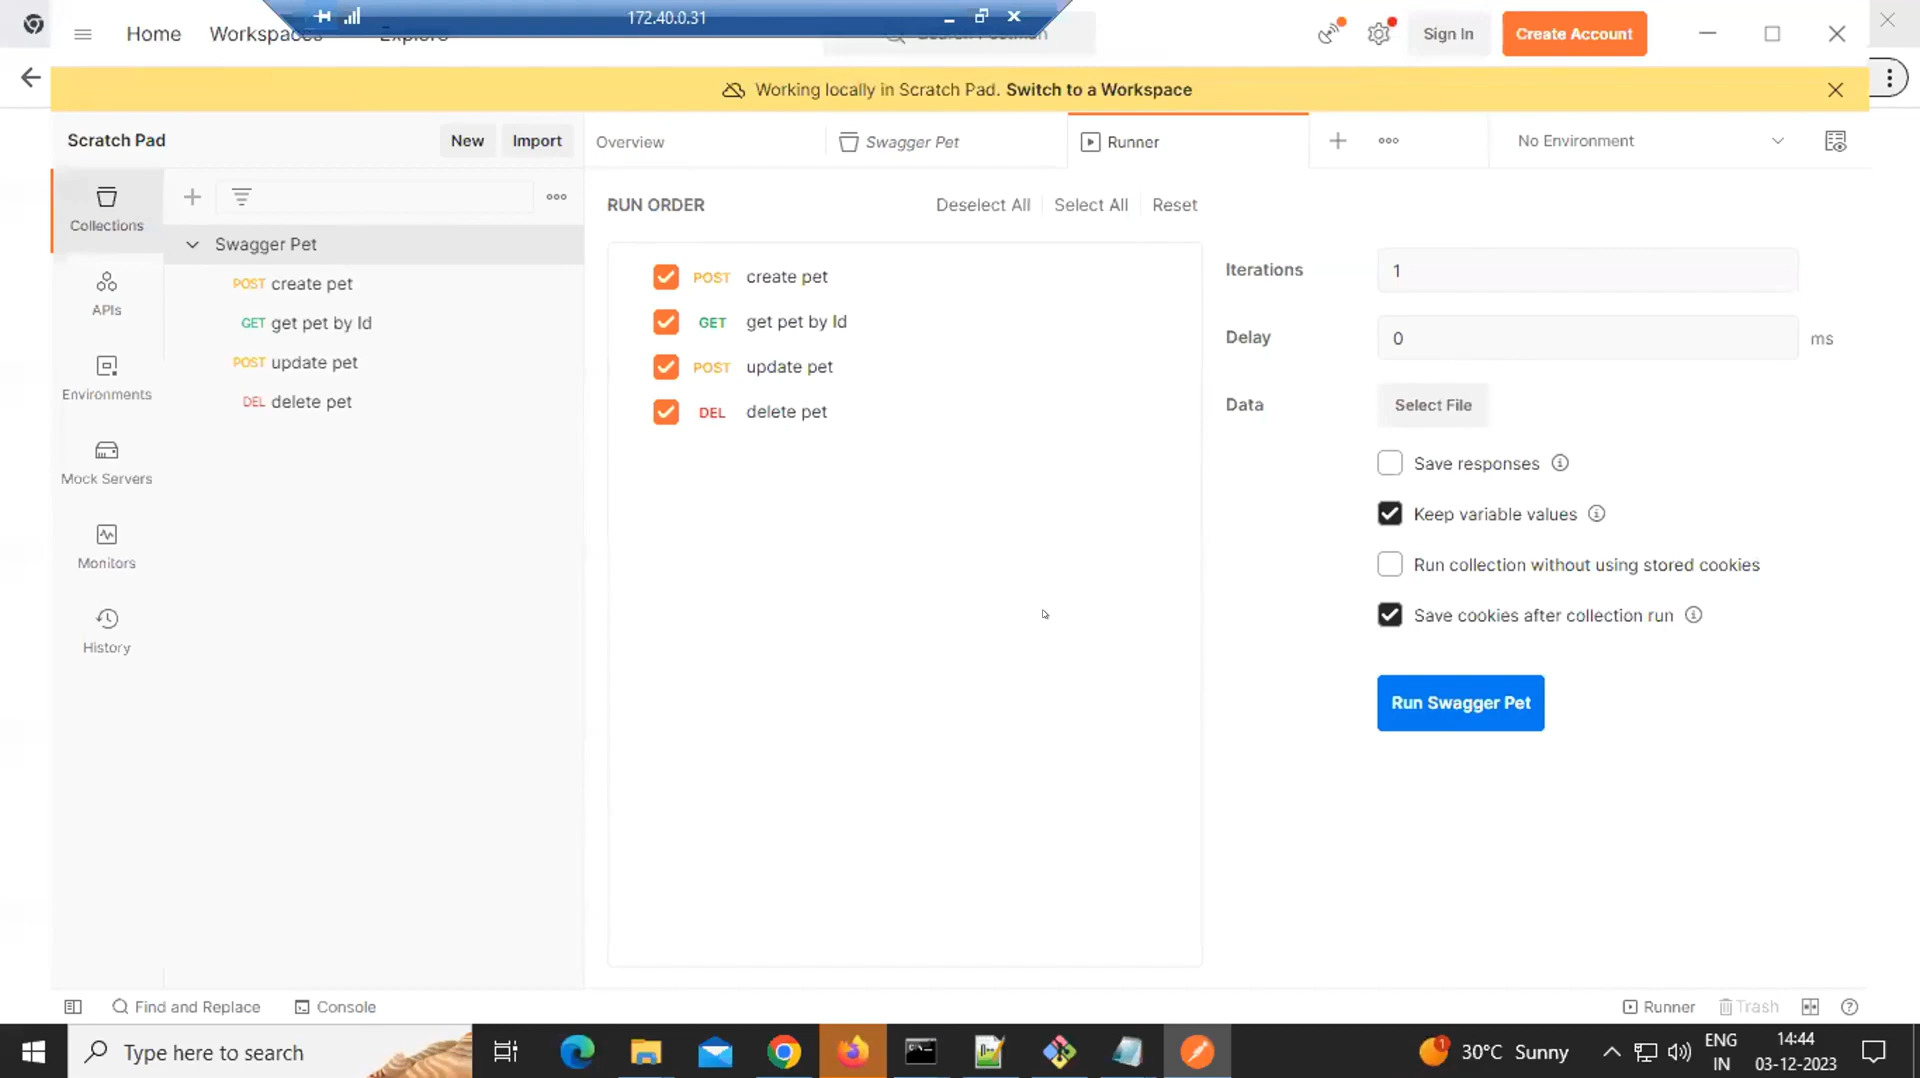 172.40.0.31
Home
Workspaces
Explore
Search Postman
Sign In
Create Account
Working locally in Scratch Pad. Switch to a Workspace
Scratch Pad
New
Import
Overview
Swagger Pet
Runner
No Environment
Collections
APIs
Environments
Mock Servers
Monitors
History
Swagger Pet
POST create pet
GET get pet by Id
POST update pet
DEL delete pet
RUN ORDER
Deselect All
Select All
Reset
POST create pet
GET get pet by Id
POST update pet
DEL delete pet
Iterations
1
Delay
0
ms
Data
Select File
Save responses
Keep variable values
Run collection without using stored cookies
Save cookies after collection run
Run Swagger Pet
Find and Replace
Console
Runner
Trash
Type here to search
1
30°C Sunny
ENG
IN
14:44
03-12-2023